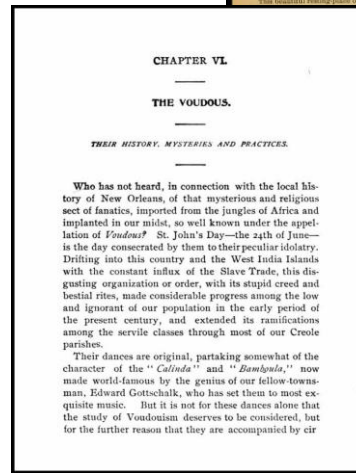 This beautiful resting-place
CHAPTER VI.
THE VOUDOUS.
THEIR HISTORY, MYSTERIES AND PRACTICES.
Who has not heard, in connection with the local his-
tory of New Orleans, of that mysterious and religious
sect of fanatics, imported from the jungles of Africa and
implanted in our midst, so well known under the appel-
lation of Voudous? St. John's Day—the 24th of June—
is the day consecrated by them to their peculiar idolatry.
Drifting into this country and the West India Islands
with the constant influx of the Slave Trade, this dis-
gusting organization or order, with its stupid creed and
bestial rites, made considerable progress among the low
and ignorant of our population in the early period of
the present century, and extended its ramifications
among the servile classes through most of our Creole
parishes.
Their dances are original, partaking somewhat of the
character of the "Calinda" and "Bamboula," now
made world-famous by the genius of our fellow-towns-
man, Edward Gottschalk, who has set them to most ex-
quisite music. But it is not for these dances alone that
the study of Voudouism deserves to be considered, but
for the further reason that they are accompanied by cir